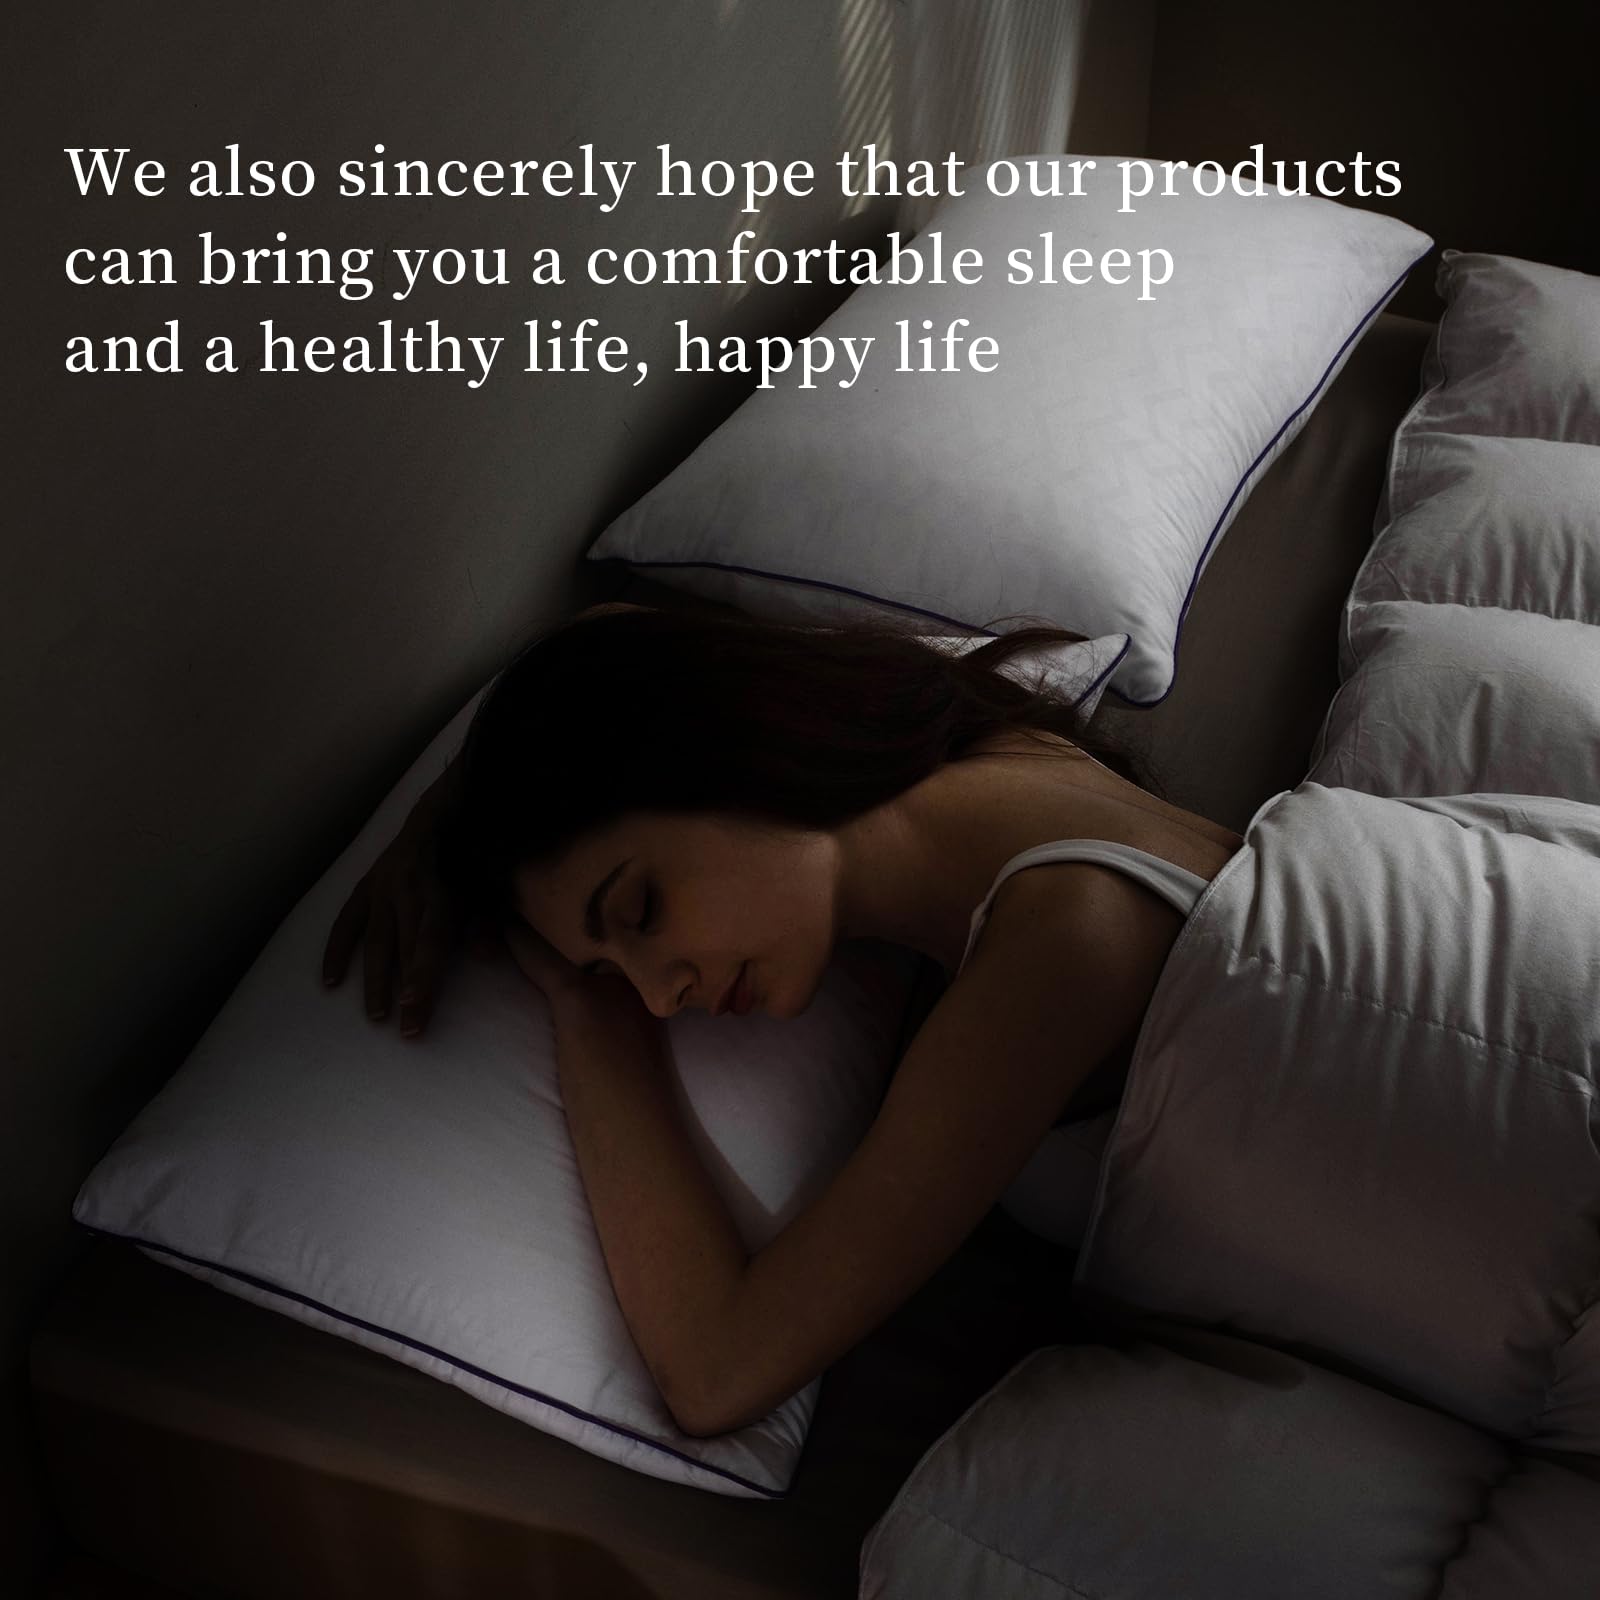 We also sincerely hope that our products
can bring you a comfortable sleep
and a healthy life, happy life